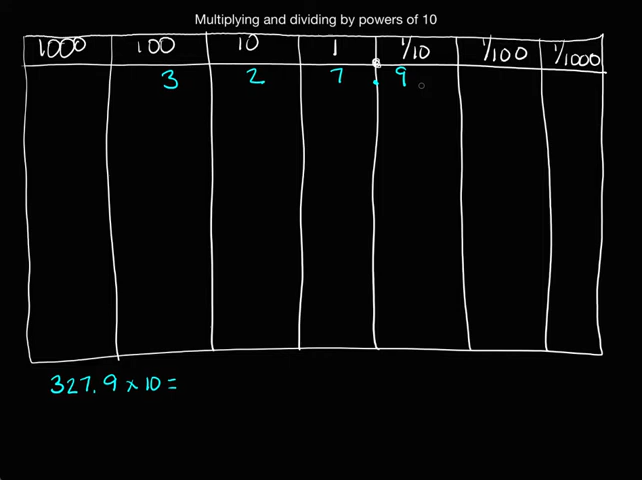 Multiplying and dividing by powers of 10
1000 100 10 1 1/10 1/100 1/1000
3 2 7 . 9
327.9 × 10 =